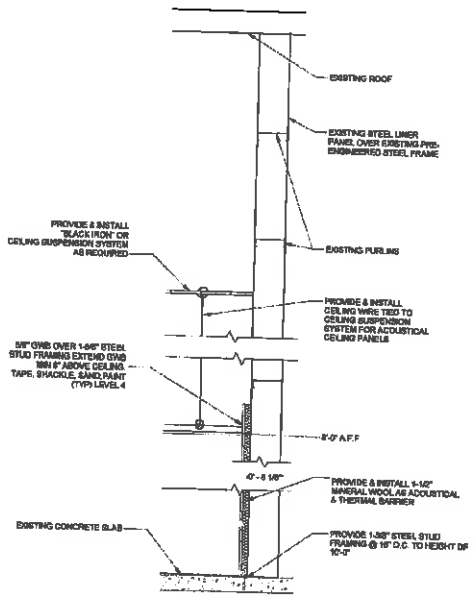 EXISTING ROOF
EXISTING STEEL LINER
PANEL OVER EXISTING PRE-
ENGINEERED STEEL FRAME
PROVIDE & INSTALL
"BLACK IRON" OR
CEILING SUSPENSION SYSTEM
AS REQUIRED
EXISTING PURLINS
PROVIDE & INSTALL
CEILING WIRE TIED TO
CEILING SUSPENSION
SYSTEM FOR ACOUSTICAL
CEILING PANELS
5/8" GWB OVER 1-5/8" STEEL
STUD FRAMING EXTEND GWB
MIN 6" ABOVE CEILING.
TAPE, SHACKLE, SAND, PAINT
(TYP) LEVEL 4
8'-0" A.F.F
-0" - 5 1/8"
PROVIDE & INSTALL 1-1/2"
MINERAL WOOL AS ACOUSTICAL
& THERMAL BARRIER
EXISTING CONCRETE SLAB
PROVIDE 1-3/8" STEEL STUD
FRAMING @ 16" O.C. TO HEIGHT OF
10'-0"